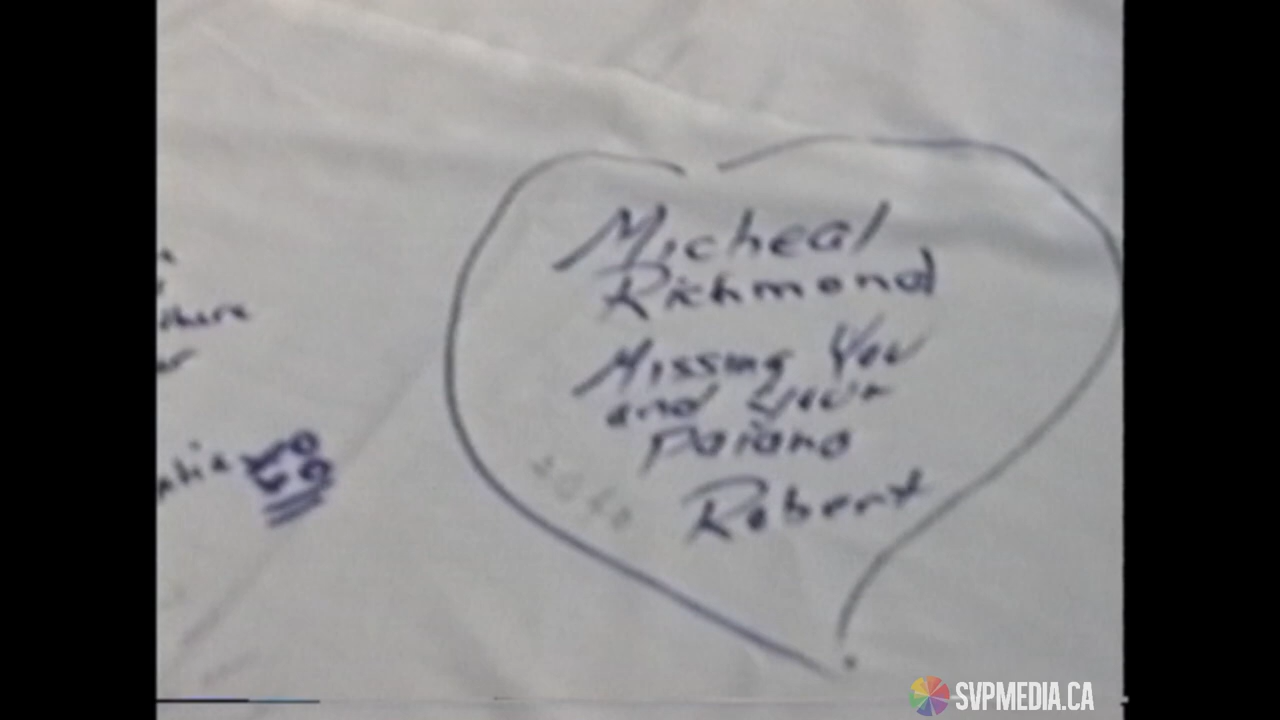 Micheal
Richmond
Missing You
and your
paiano
Robert
SVPMEDIA.CA